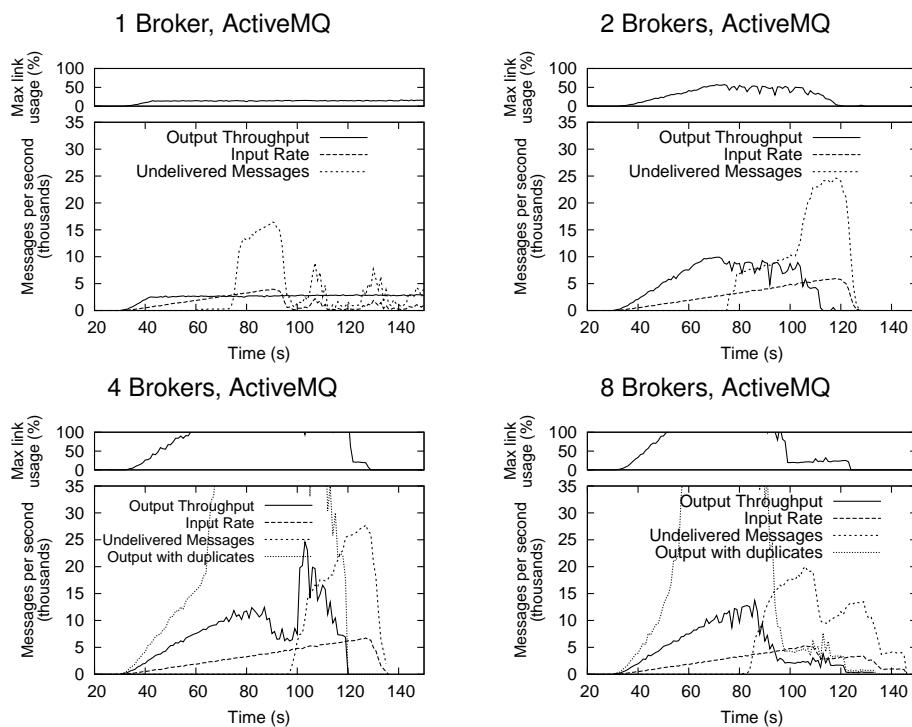 1 Broker, ActiveMQ
Max link
usage (%)
100
50
0
Messages per second
(thousands)
35
30
25
20
15
10
5
0
Output Throughput
Input Rate
Undelivered Messages
20 40 60 80 100 120 140
Time (s)
2 Brokers, ActiveMQ
Max link
usage (%)
100
50
0
Messages per second
(thousands)
35
30
25
20
15
10
5
0
Output Throughput
Input Rate
Undelivered Messages
20 40 60 80 100 120 140
Time (s)
4 Brokers, ActiveMQ
Max link
usage (%)
100
50
0
Messages per second
(thousands)
35
30
25
20
15
10
5
0
Output Throughput
Input Rate
Undelivered Messages
Output with duplicates
20 40 60 80 100 120 140
Time (s)
8 Brokers, ActiveMQ
Max link
usage (%)
100
50
0
Messages per second
(thousands)
35
30
25
20
15
10
5
0
Output Throughput
Input Rate
Undelivered Messages
Output with duplicates
20 40 60 80 100 120 140
Time (s)